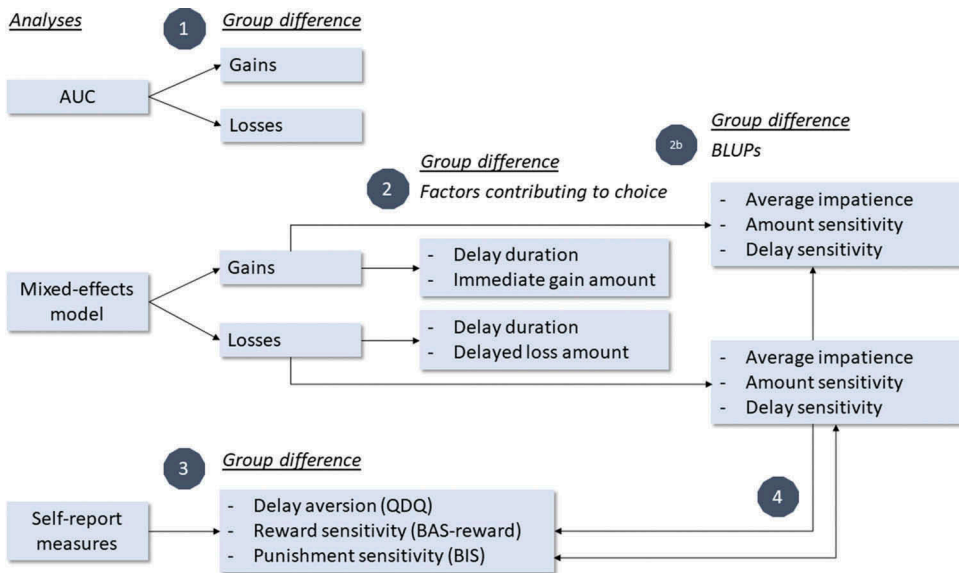 Analyses
1
Group difference
Gains
AUC
Losses
2
Group difference
Factors contributing to choice
2b
Group difference
BLUPs
- Average impatience
- Amount sensitivity
- Delay sensitivity
Mixed-effects
model
Gains
- Delay duration
- Immediate gain amount
Losses
- Delay duration
- Delayed loss amount
- Average impatience
- Amount sensitivity
- Delay sensitivity
3
Group difference
4
Self-report
measures
- Delay aversion (QDQ)
- Reward sensitivity (BAS-reward)
- Punishment sensitivity (BIS)